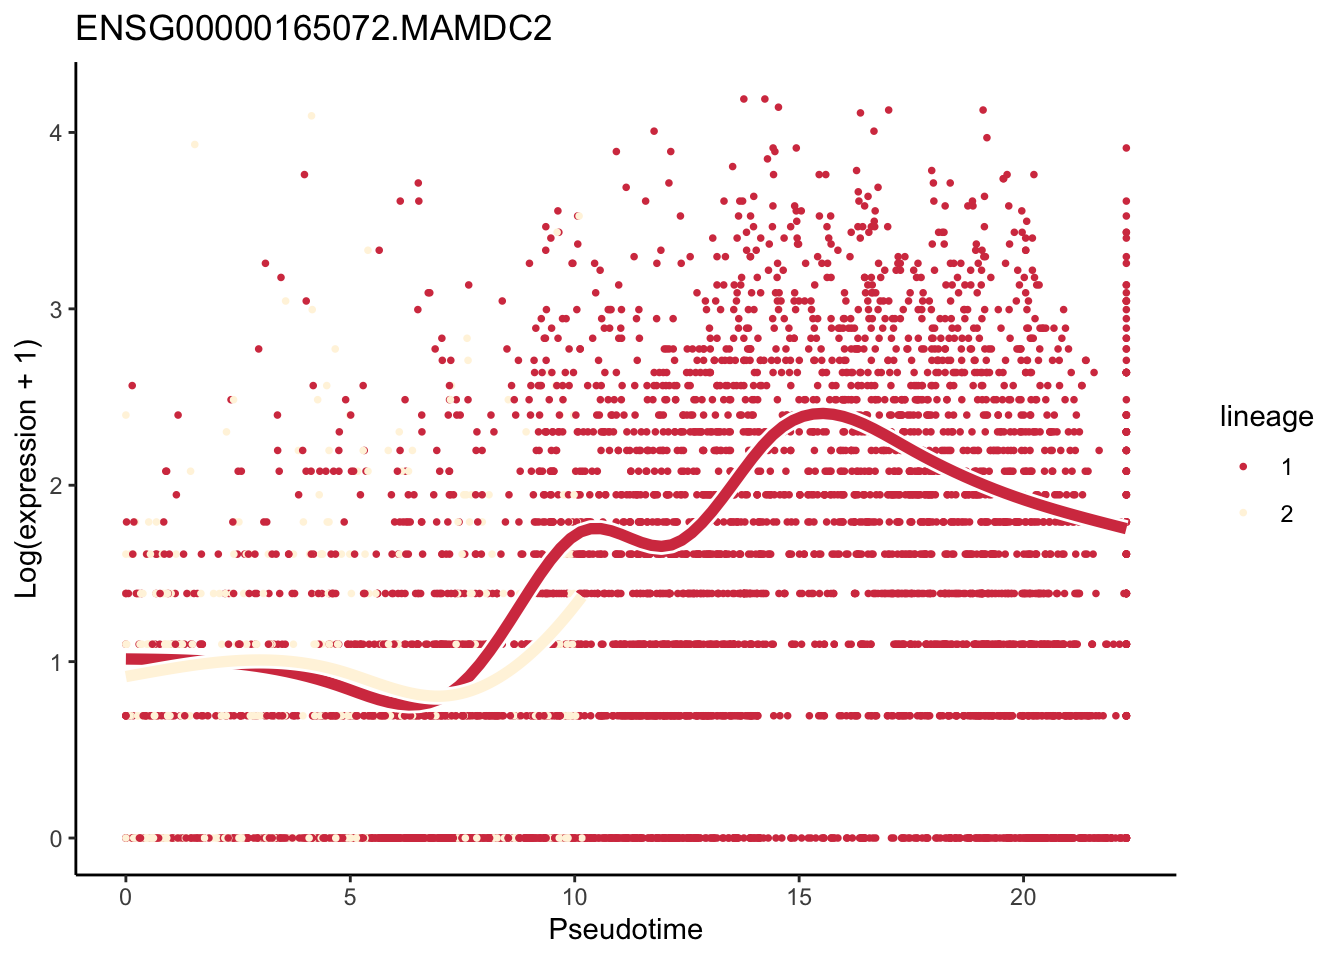 ENSG00000165072.MAMDC2
Log(expression + 1)
4
3
2
1
0
0 5 10 15 20
Pseudotime
lineage
1
2